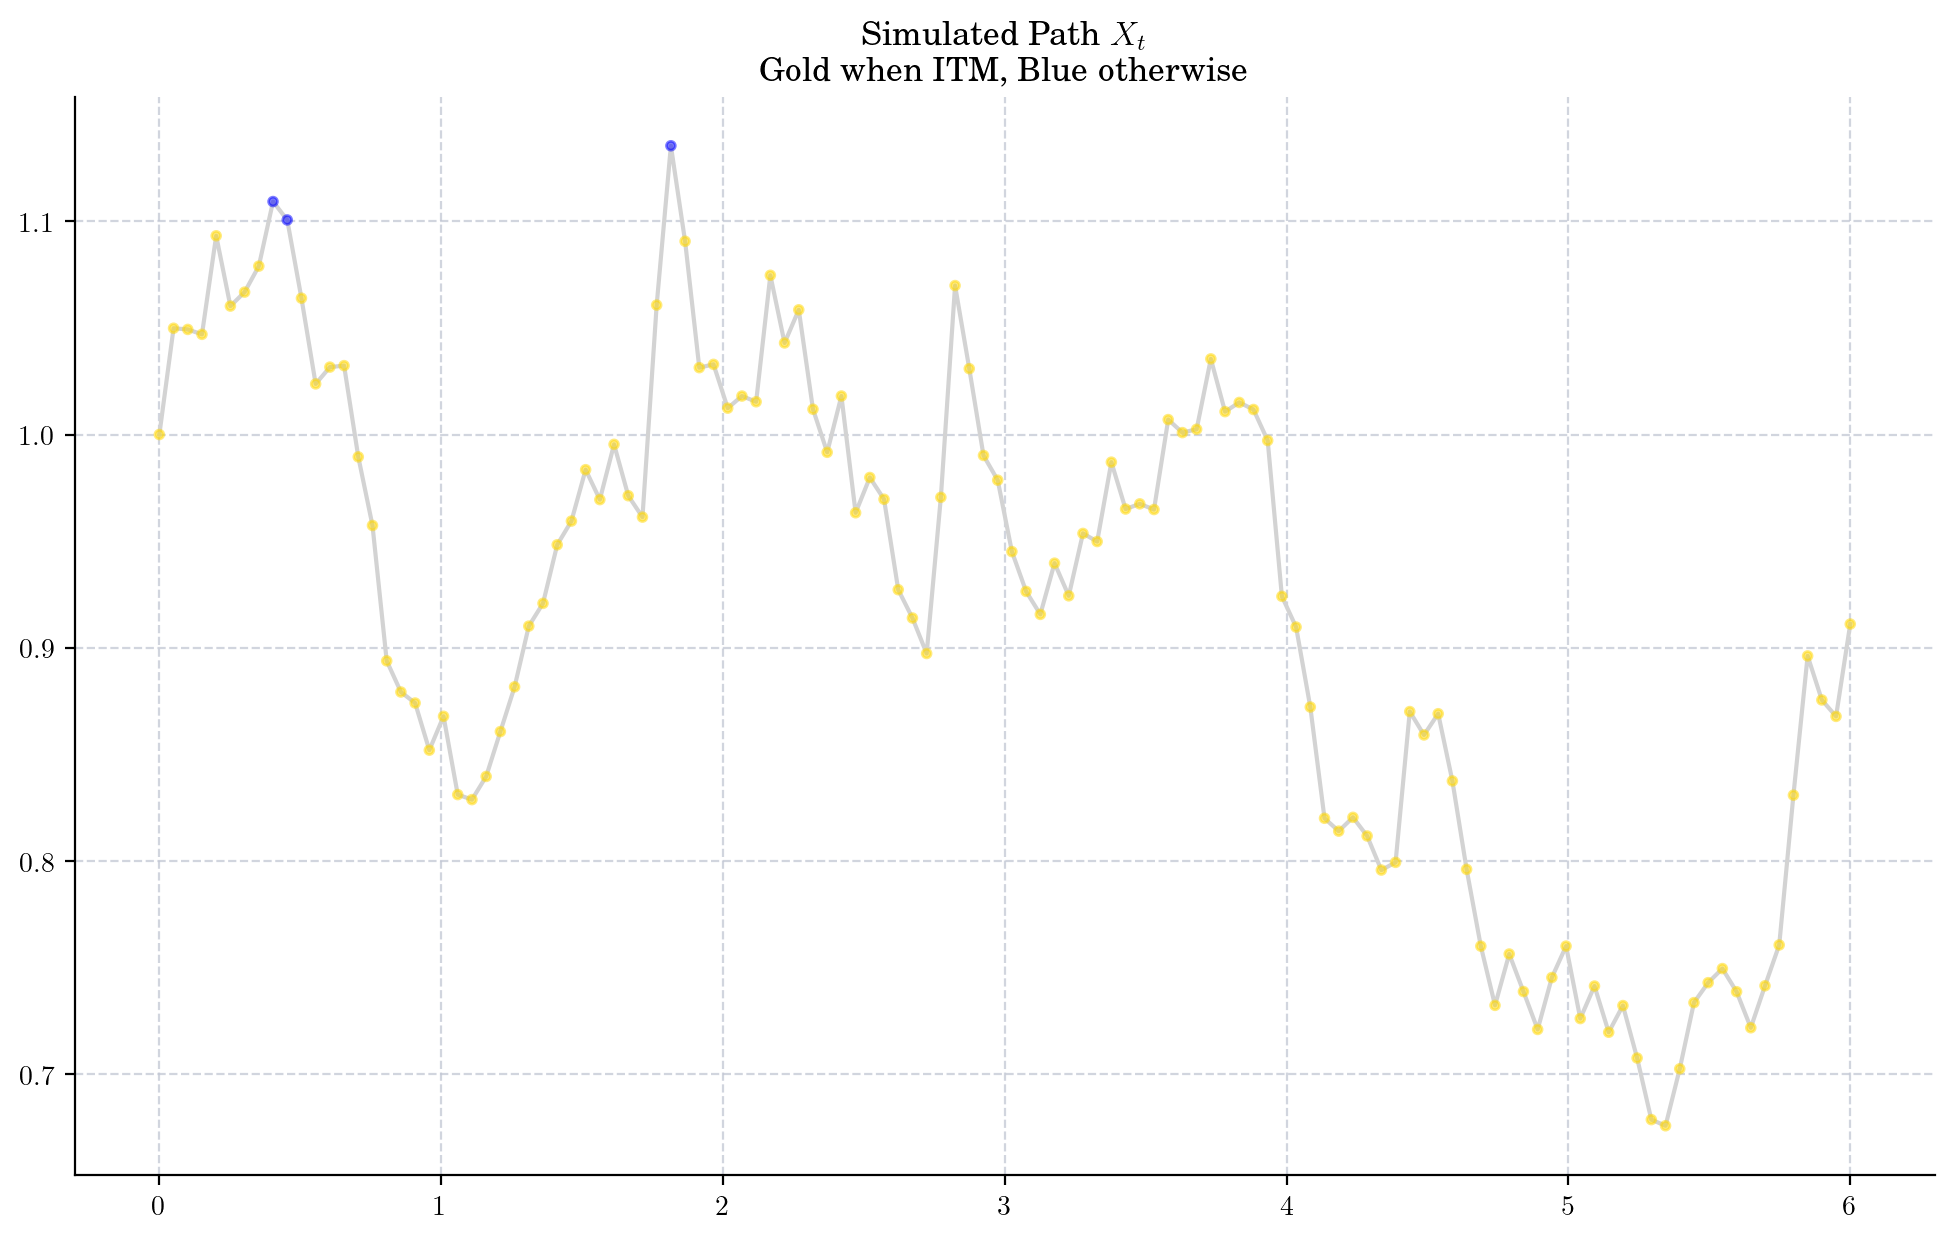 Simulated Path $X_t$
Gold when ITM, Blue otherwise
1.1
1.0
0.9
0.8
0.7
0 1 2 3 4 5 6